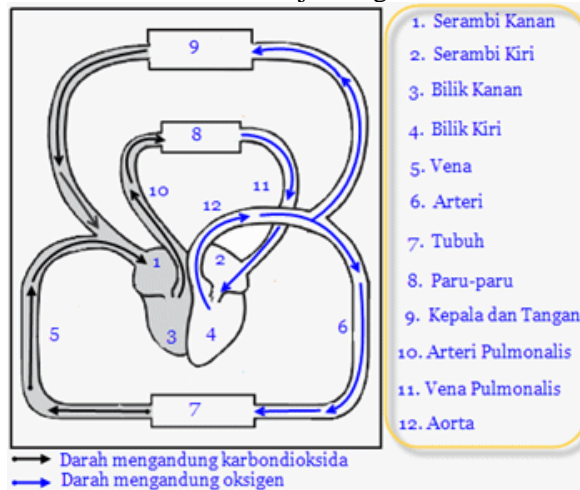 9
8
10
11
12
1
2
3
4
5
6
7
Darah mengandung karbondioksida
Darah mengandung oksigen
1. Serambi Kanan
2. Serambi Kiri
3. Bilik Kanan
4. Bilik Kiri
5. Vena
6. Arteri
7. Tubuh
8. Paru-paru
9. Kepala dan Tangan
10. Arteri Pulmonalis
11. Vena Pulmonalis
12. Aorta